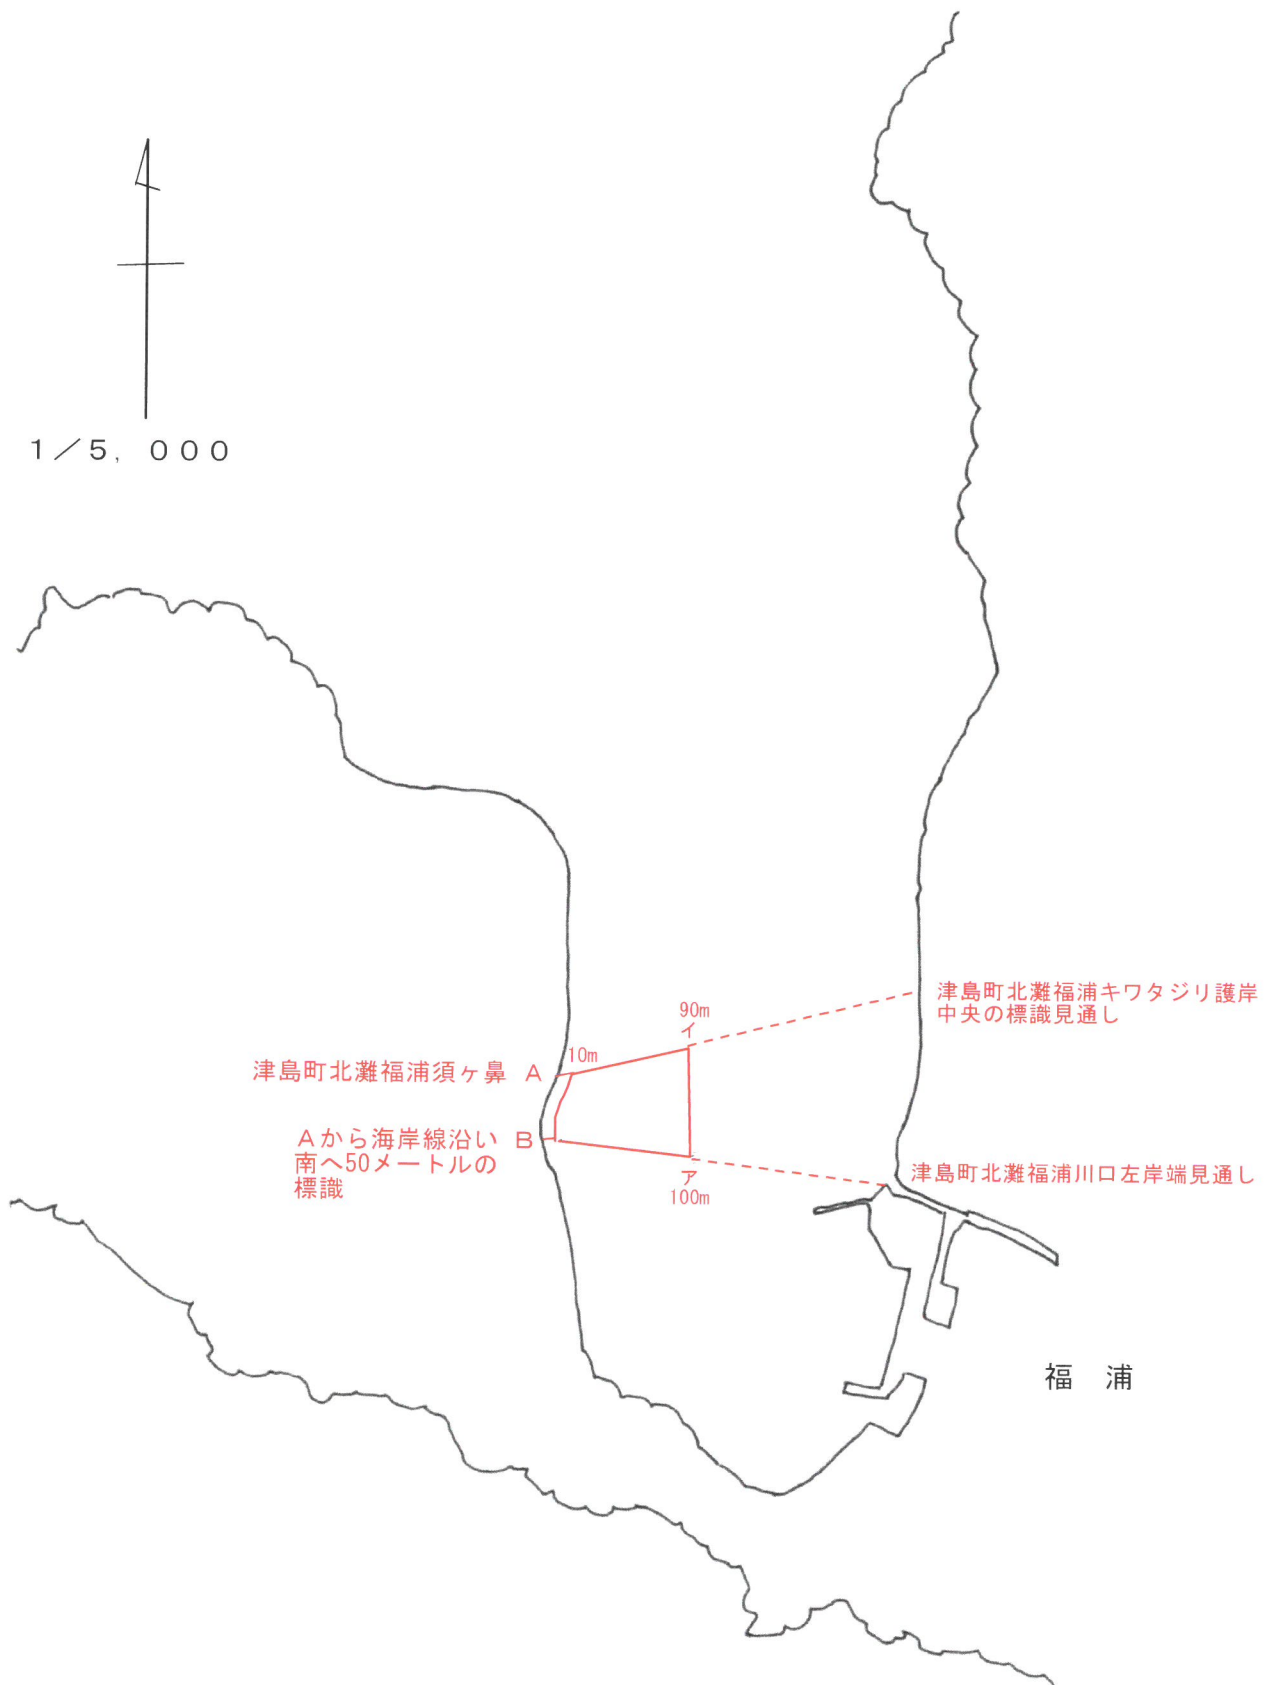 1／5，000
90m
イ
津島町北灘福浦キワタジリ護岸
中央の標識見通し
10m
津島町北灘福浦須ヶ鼻 A
Aから海岸線沿い B
南へ50メートルの
標識
ア
100m
津島町北灘福浦川口左岸端見通し
福 浦